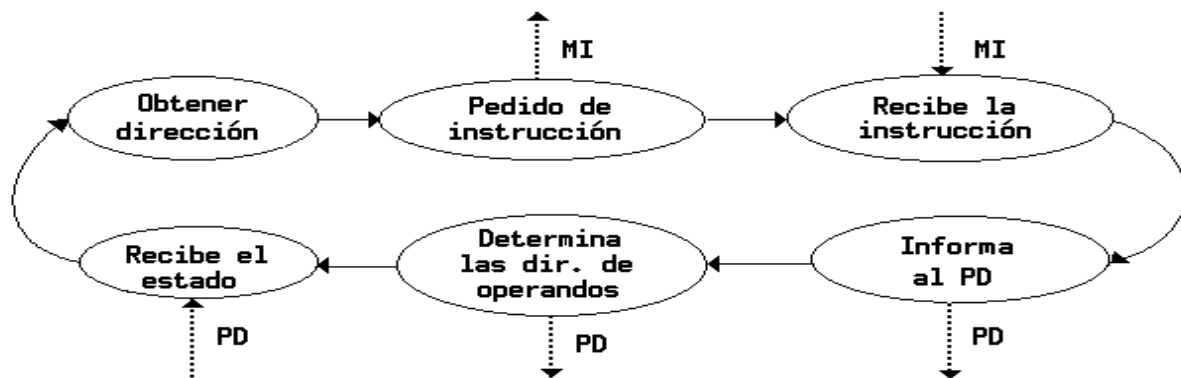 MI
MI
Obtener
dirección
Pedido de
instrucción
Recibe la
instrucción
Recibe el
estado
Determina
las dir. de
operandos
Informa
al PD
PD
PD
PD